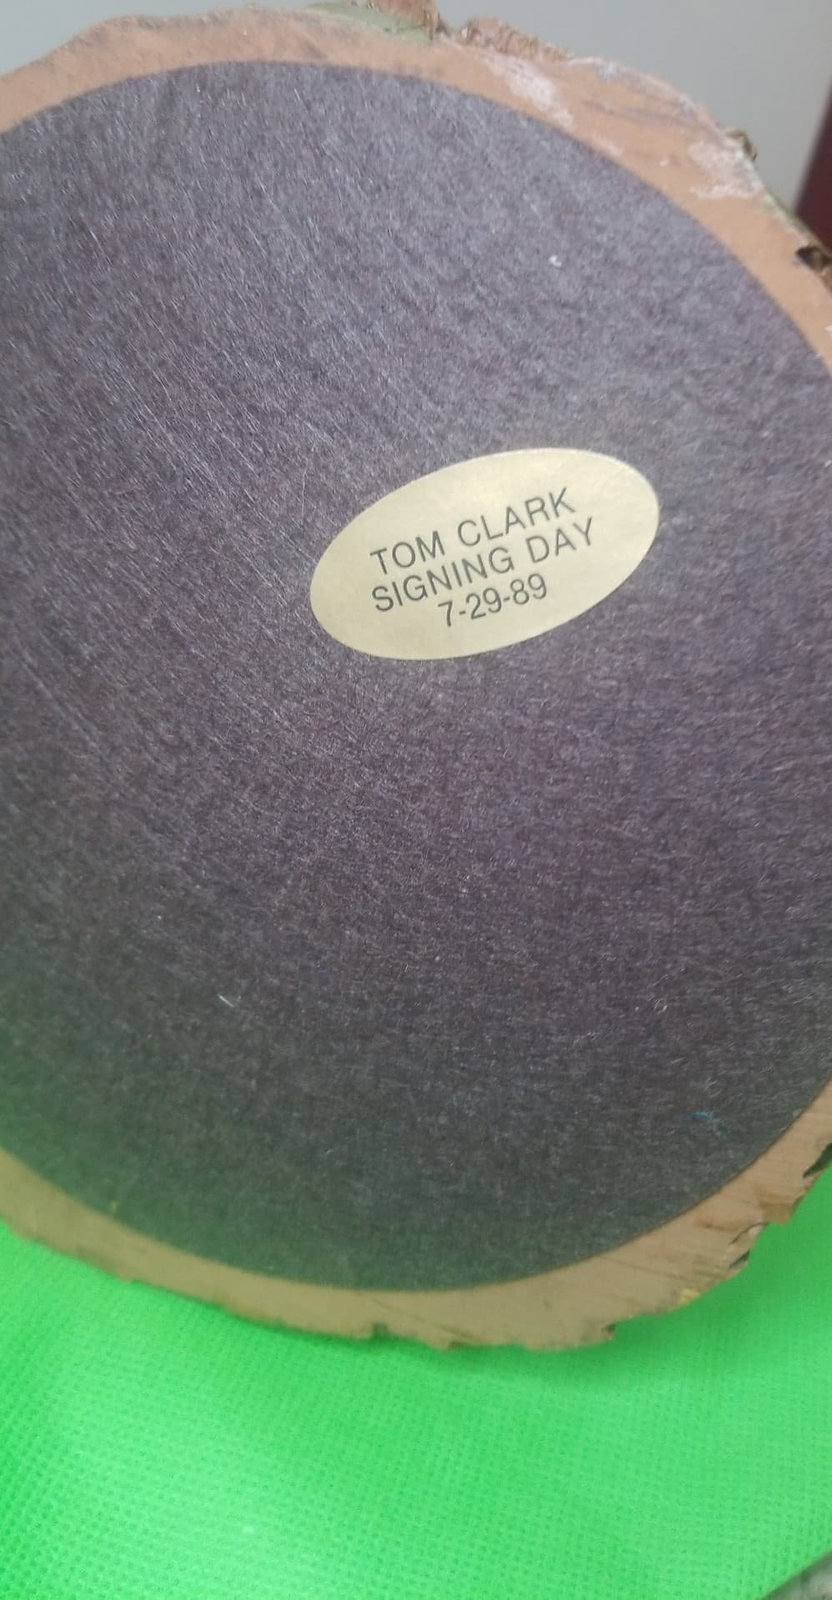 TOM CLARK
SIGNING DAY
7-29-89